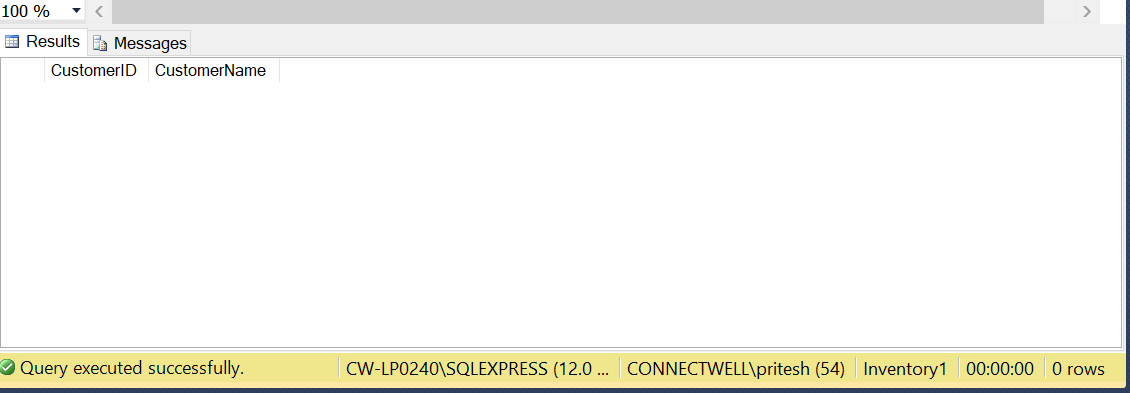 100 %
Results Messages
CustomerID CustomerName
Query executed successfully. CW-LP0240\SQLEXPRESS (12.0 ... CONNECTWELL\pritesh (54) Inventory1 00:00:00 0 rows